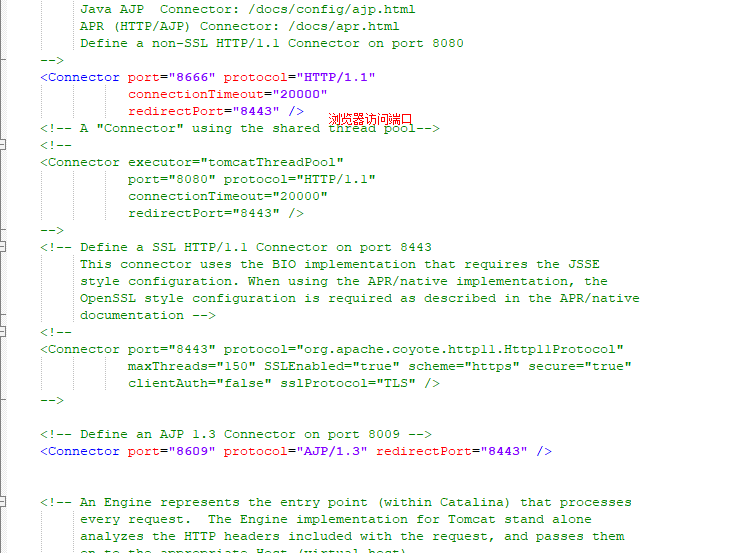 Java AJP  Connector: /docs/config/ajp.html
APR (HTTP/AJP) Connector: /docs/apr.html
Define a non-SSL HTTP/1.1 Connector on port 8080
-->
<Connector port="8666" protocol="HTTP/1.1"
connectionTimeout="20000"
redirectPort="8443" />
浏览器访问端口
<!-- A "Connector" using the shared thread pool-->
<!--
<Connector executor="tomcatThreadPool"
port="8080" protocol="HTTP/1.1"
connectionTimeout="20000"
redirectPort="8443" />
-->
<!-- Define a SSL HTTP/1.1 Connector on port 8443
This connector uses the BIO implementation that requires the JSSE
style configuration. When using the APR/native implementation, the
OpenSSL style configuration is required as described in the APR/native
documentation -->
<!--
<Connector port="8443" protocol="org.apache.coyote.http11.Http11Protocol"
maxThreads="150" SSLEnabled="true" scheme="https" secure="true"
clientAuth="false" sslProtocol="TLS" />
-->
<!-- Define an AJP 1.3 Connector on port 8009 -->
<Connector port="8609" protocol="AJP/1.3" redirectPort="8443" />
<!-- An Engine represents the entry point (within Catalina) that processes
every request.  The Engine implementation for Tomcat stand alone
analyzes the HTTP headers included with the request, and passes them
on to the appropriate Host (virtual host)